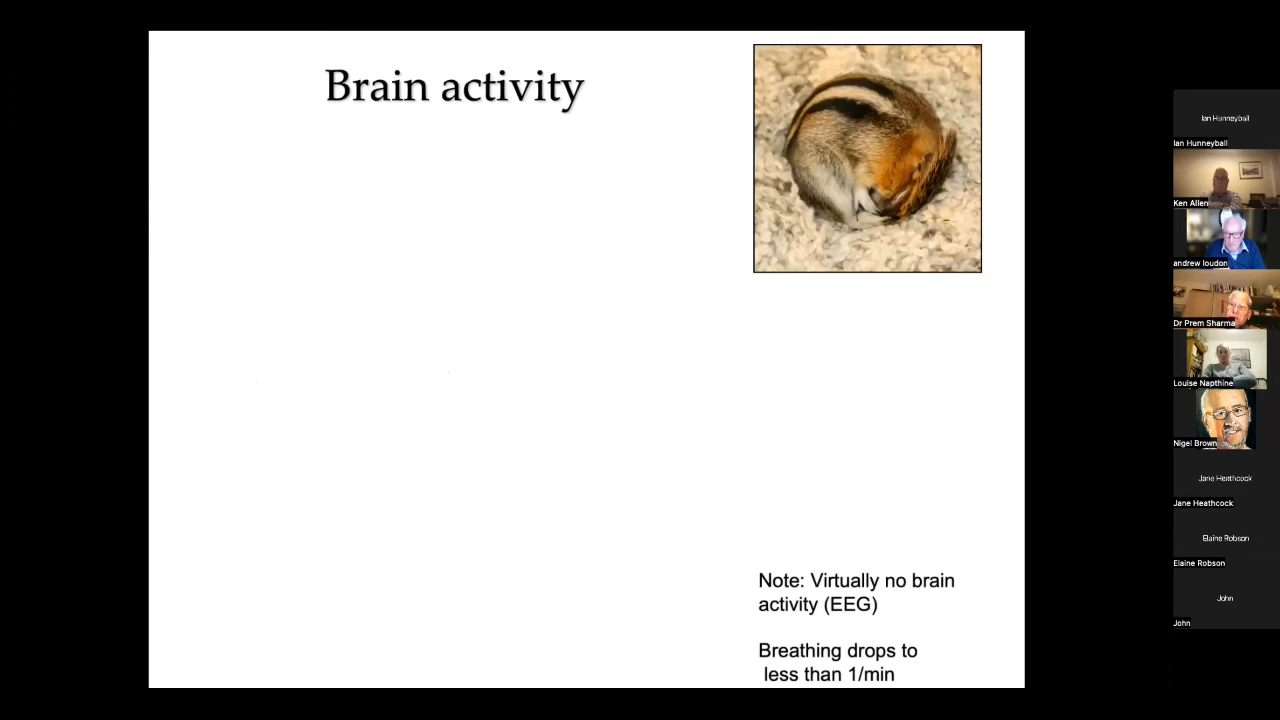 Brain activity
Note: Virtually no brain
activity (EEG)
Breathing drops to
less than 1/min
Ian Hunneyball
Ian Hunneyball
Ken Allen
andrew loudon
Dr Prem Sharma
Louise Napthine
Nigel Brown
Jane Heathcock
Jane Heathcock
Elaine Robson
Elaine Robson
John
John